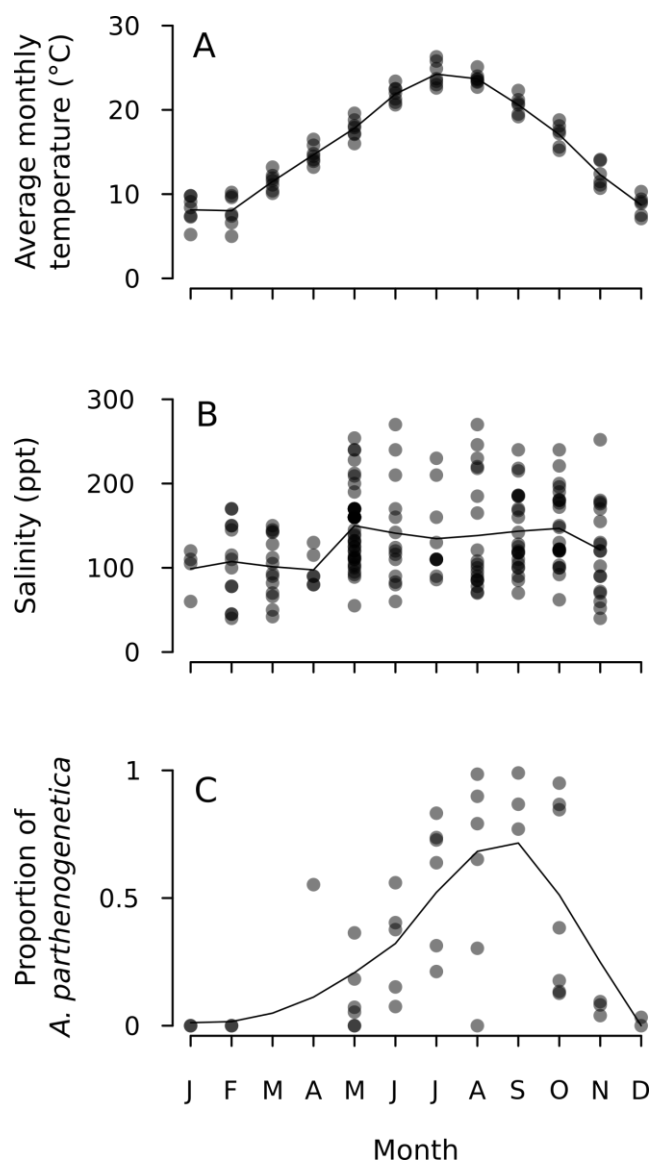 A
Average monthly
temperature (°C)
30
20
10
0
B
Salinity (ppt)
300
200
100
0
C
Proportion of
A. parthenogenetica
1
0.5
0
J F M A M J J A S O N D
Month